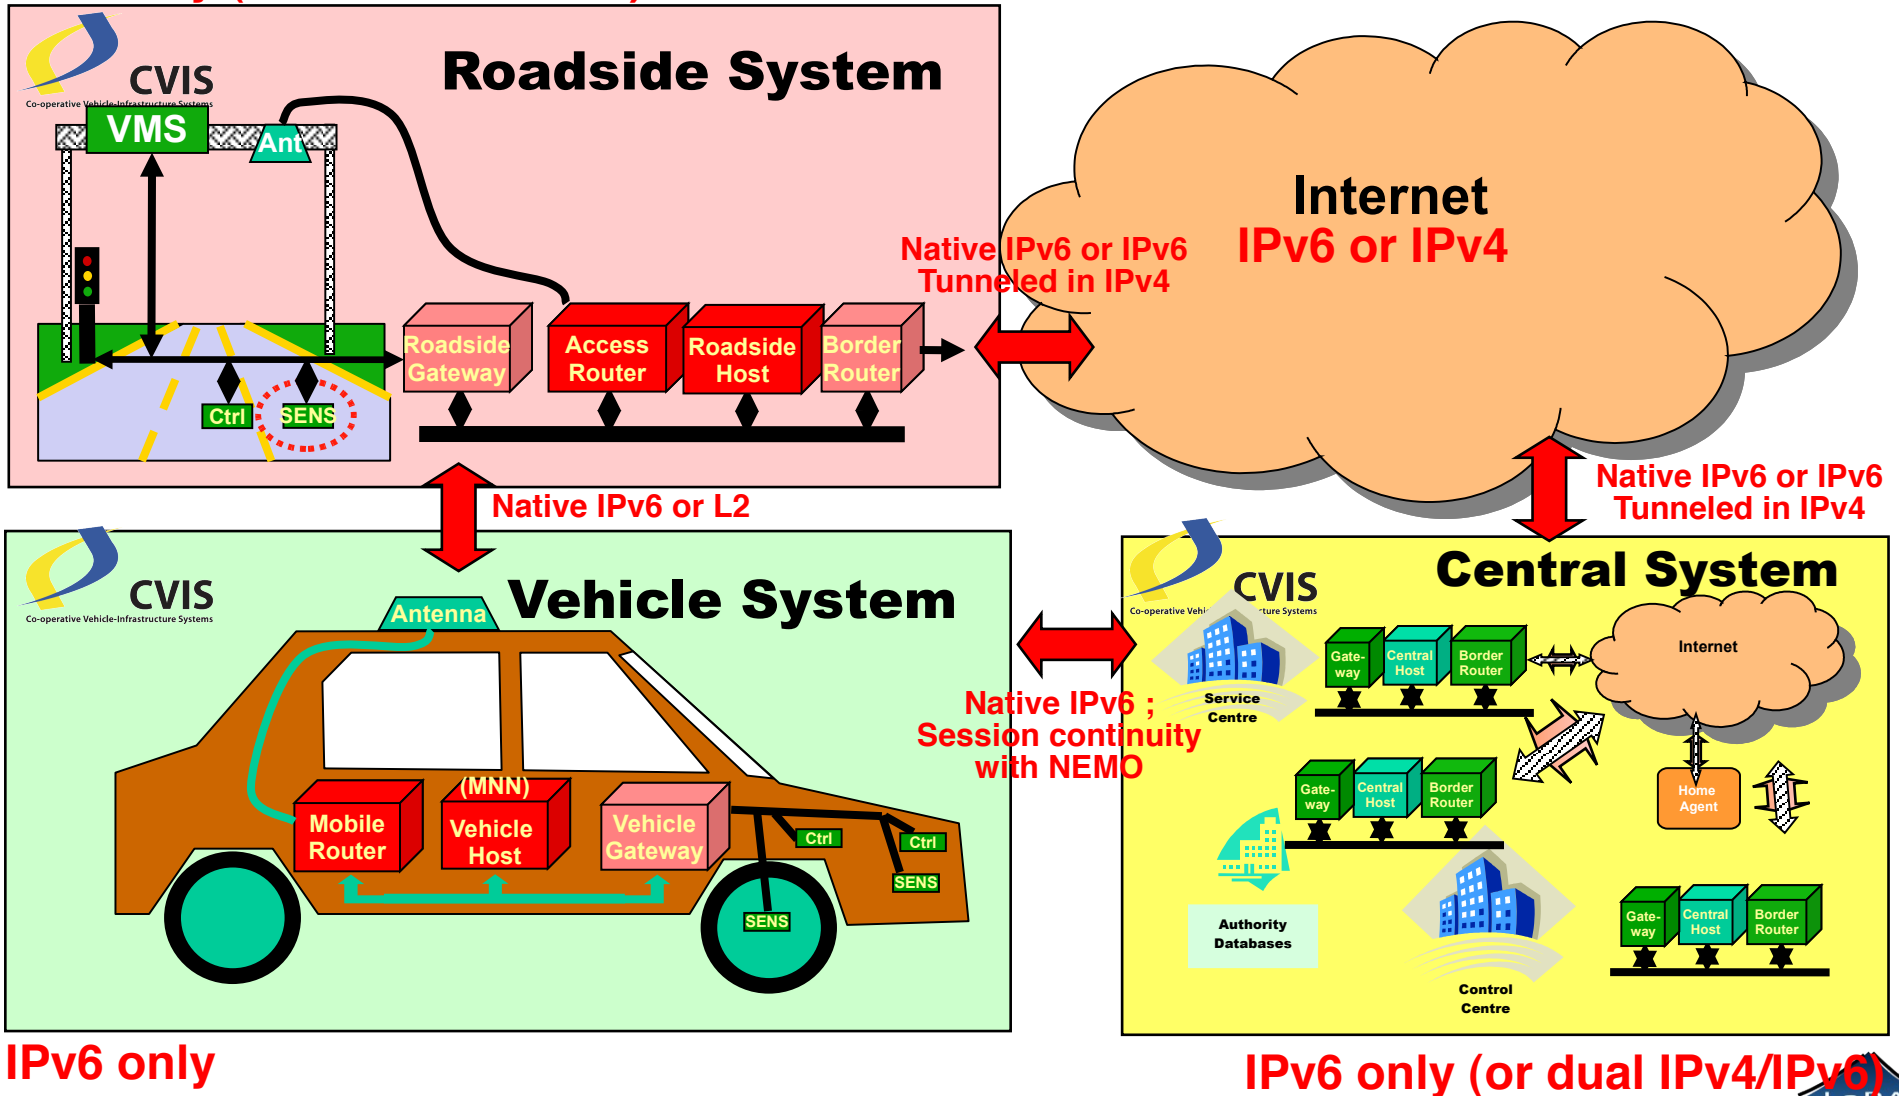 Roadside System
CVIS
Co-operative Vehicle-Infrastructure Systems
VMS
Ant
Roadside
Gateway
Access
Router
Roadside
Host
Border
Router
Ctrl
SENS
Internet
IPv6 or IPv4
Native IPv6 or IPv6
Tunneled in IPv4
Native IPv6 or L2
Native IPv6 or IPv6
Tunneled in IPv4
CVIS
Co-operative Vehicle-Infrastructure Systems
Vehicle System
Antenna
(MNN)
Mobile
Router
Vehicle
Host
Vehicle
Gateway
Ctrl
Ctrl
SENS
SENS
Native IPv6 ;
Session continuity
with NEMO
Central System
CVIS
Co-operative
Systems
Service
Centre
Gate-
way
Central
Host
Border
Router
Internet
Gate-
way
Central
Host
Border
Router
Home
Agent
Authority
Databases
Control
Centre
Gate-
way
Central
Host
Border
Router
IPv6 only
IPv6 only (or dual IPv4/IPv6)